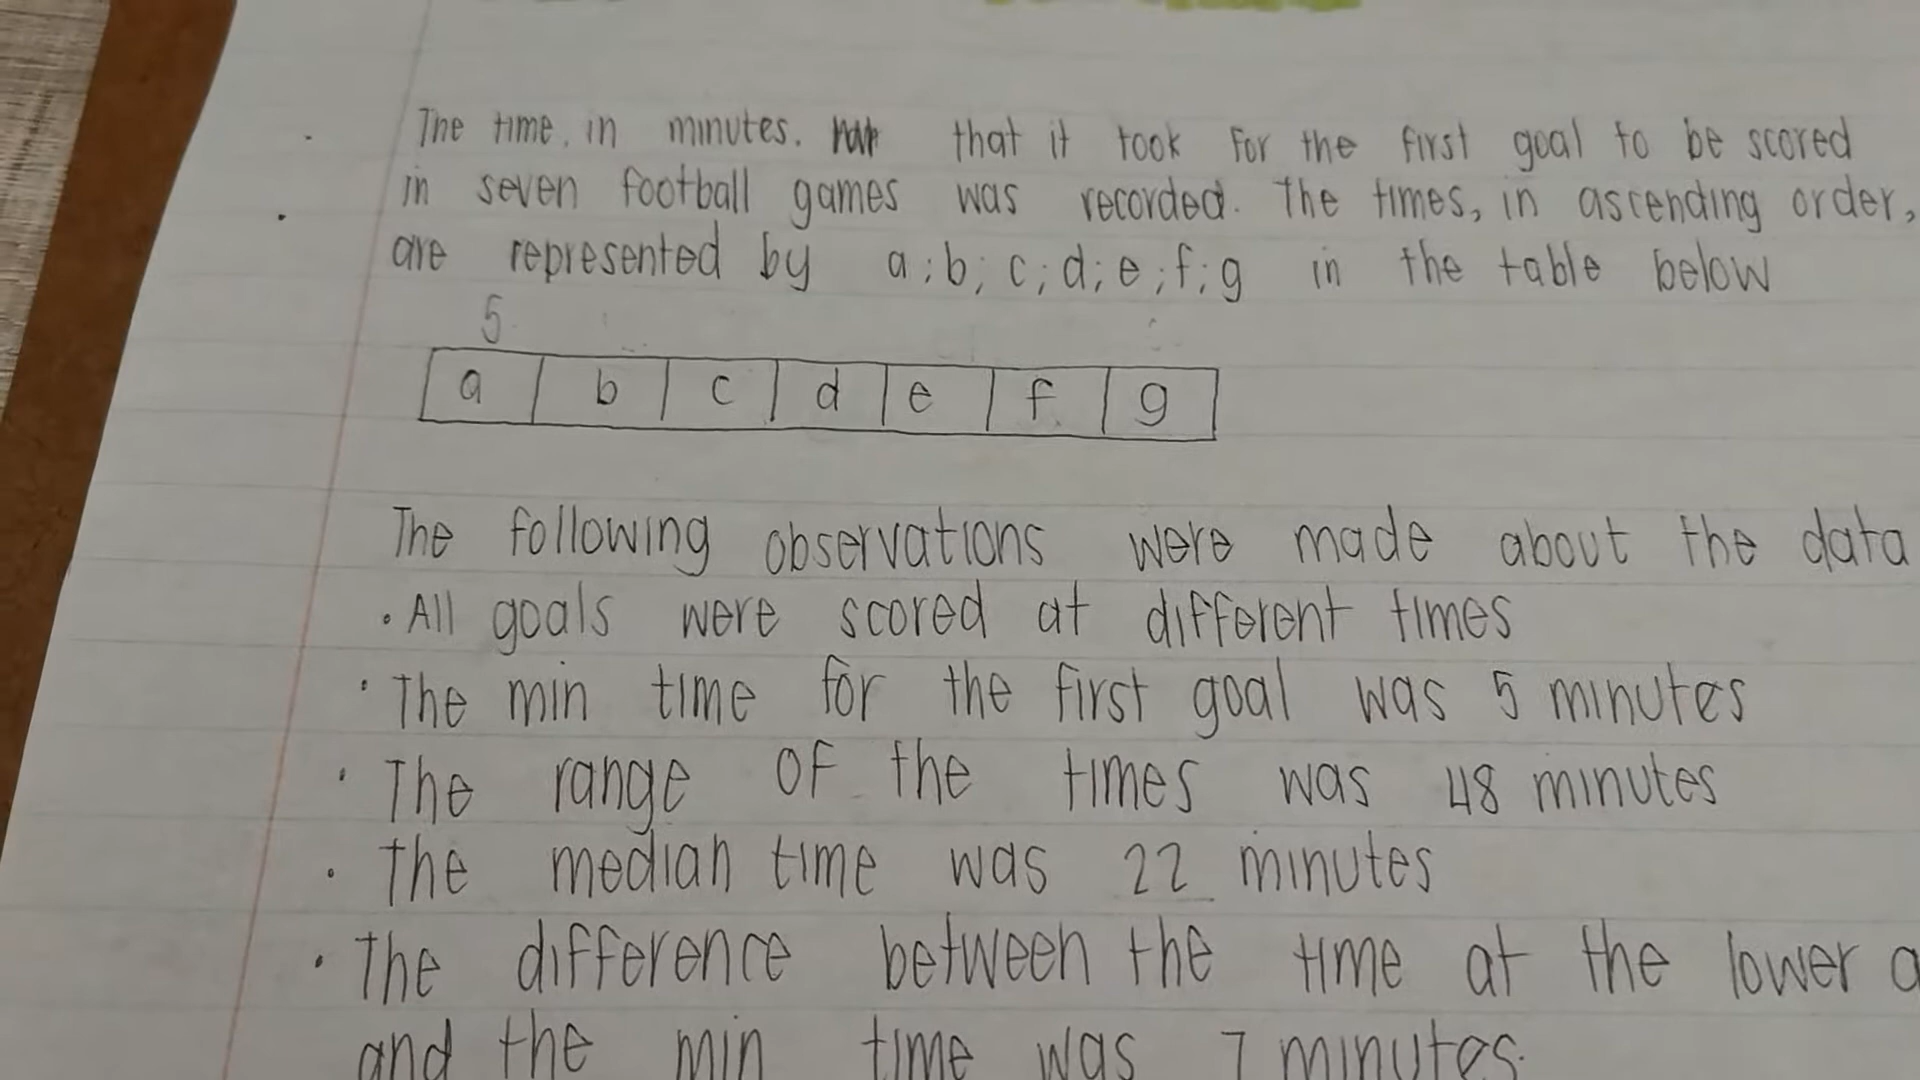 The time, in minutes. that it took for the first goal to be scored
in seven football games was recorded. The times, in ascending order,
are represented by a; b; c; d; e; f; g in the table below
5
a b c d e f g
The following observations were made about the data
• All goals were scored at different times
• The min time for the first goal was 5 minutes
• The range of the times was 48 minutes
• The median time was 22 minutes
• The difference between the time at the lower
and the min time was 7 minutes.